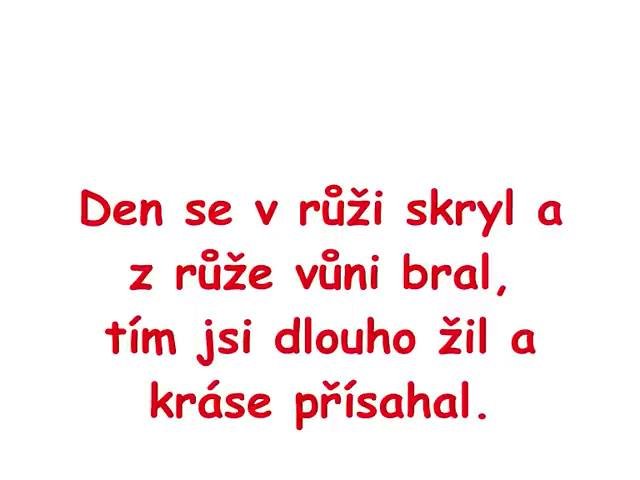 Den se v růži skryl a
z růže vůni bral,
tím jsi dlouho žil a
kráse přísahal.